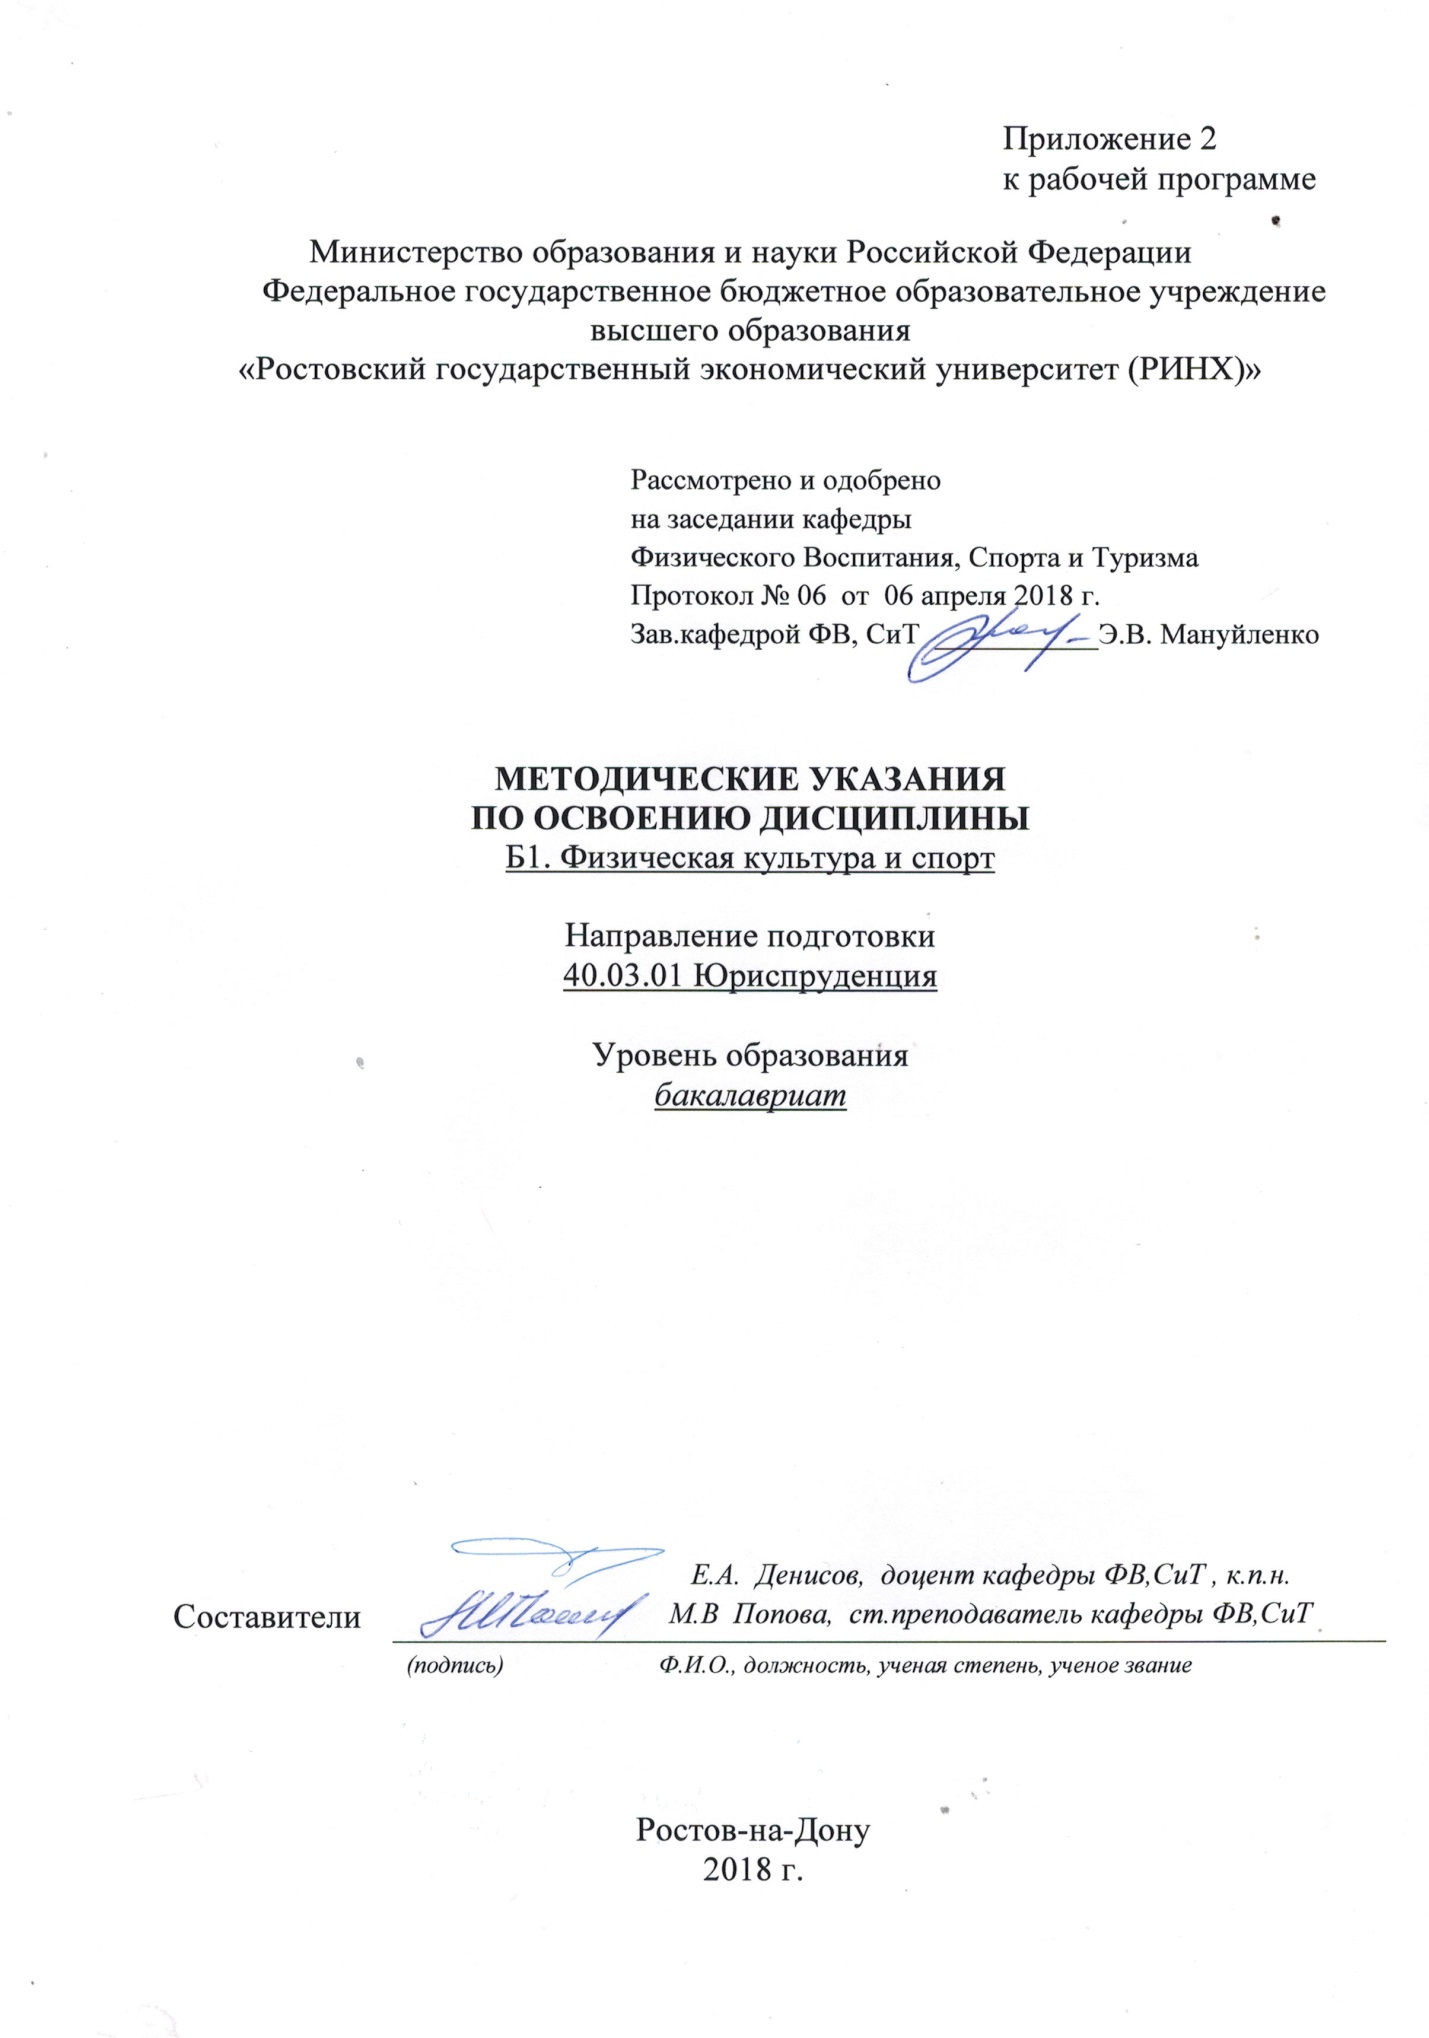 Приложение 2
к рабочей программе
Министерство образования и науки Российской Федерации
Федеральное государственное бюджетное образовательное учреждение
высшего образования
«Ростовский государственный экономический университет (РИНХ)»
Рассмотрено и одобрено
на заседании кафедры
Физического Воспитания, Спорта и Туризма
Протокол № 06 от 06 апреля 2018 г.
Зав.кафедрой ФВ, СиТ ____________Э.В. Мануйленко
МЕТОДИЧЕСКИЕ УКАЗАНИЯ
ПО ОСВОЕНИЮ ДИСЦИПЛИНЫ
Б1. Физическая культура и спорт
Направление подготовки
40.03.01 Юриспруденция
Уровень образования
бакалавриат
Е.А. Денисов, доцент кафедры ФВ,СиТ , к.п.н.
Составители М.В Попова, ст.преподаватель кафедры ФВ,СиТ
(подпись) Ф.И.О., должность, ученая степень, ученое звание
Ростов-на-Дону
2018 г.